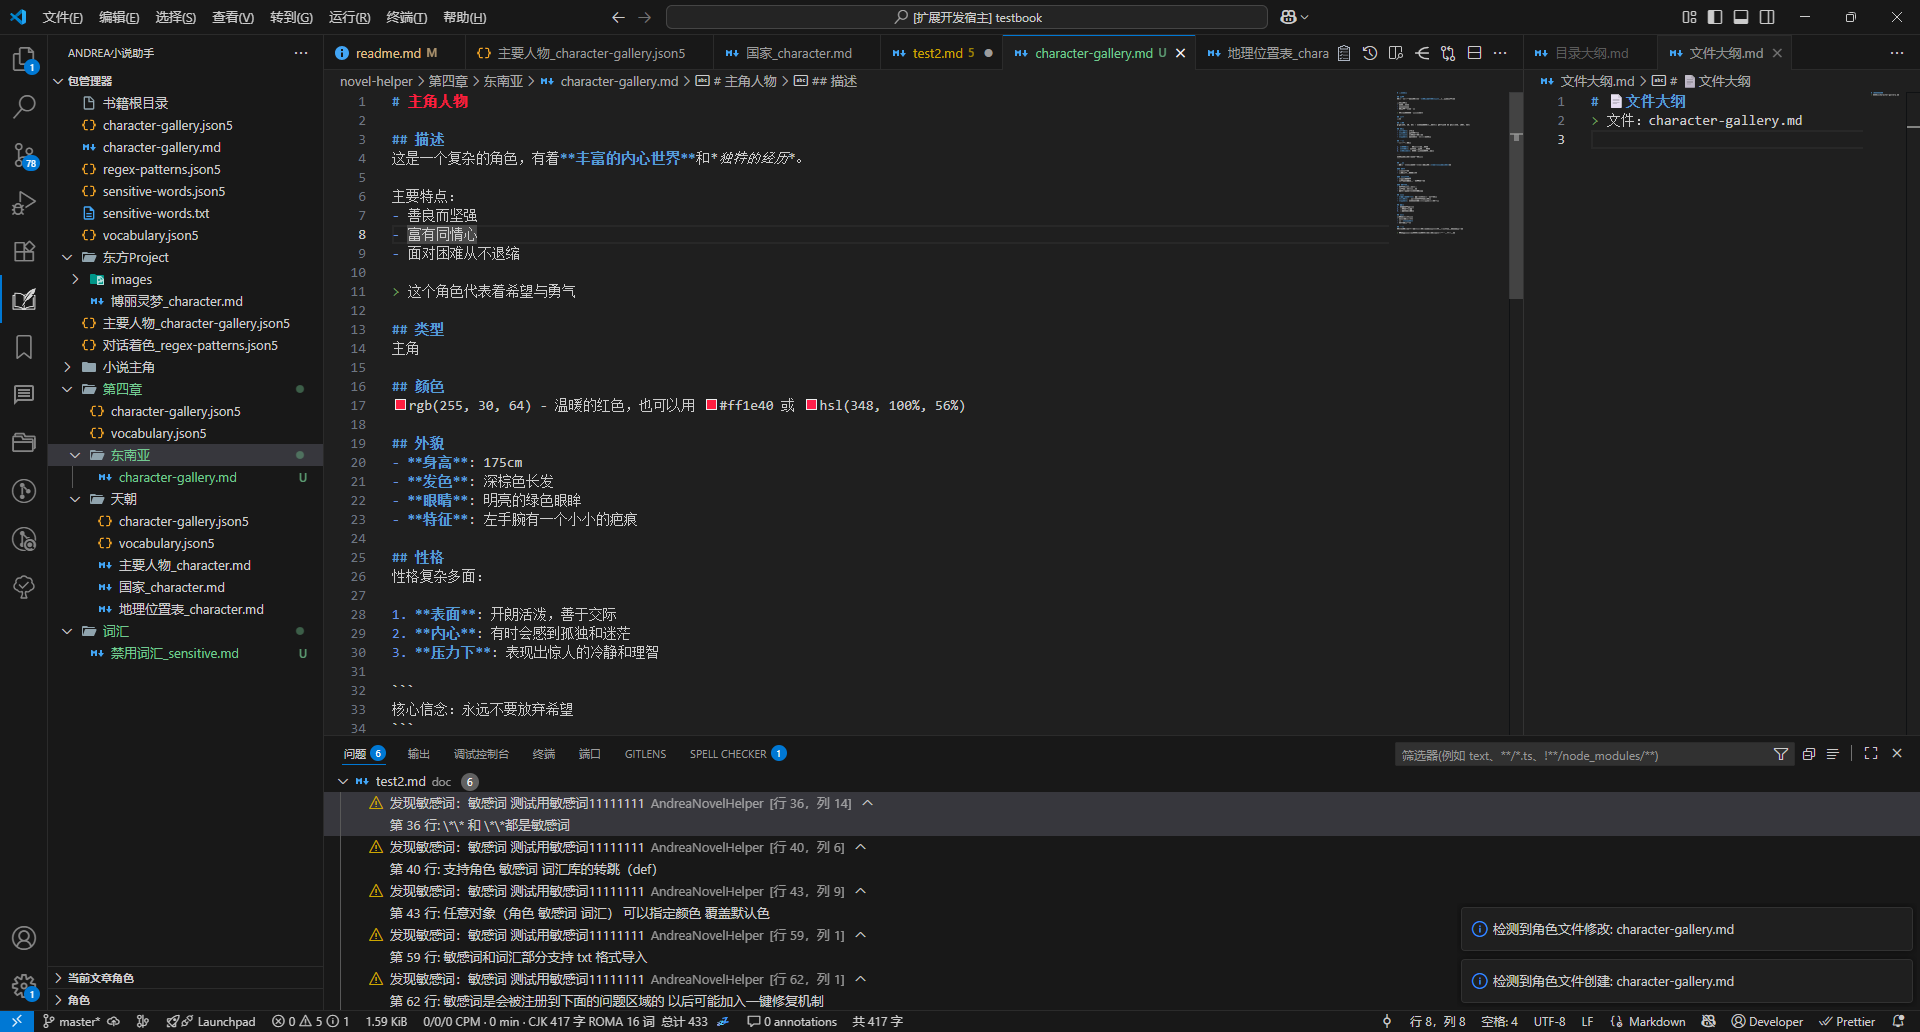 文件(F) 编辑(E) 选择(S) 查看(V) 转到(G) 运行(R) 终端(T) 帮助(H)
[扩展开发宿主] testbook
ANDREA小说助手
包管理器
书籍根目录
character-gallery.json5
character-gallery.md
regex-patterns.json5
sensitive-words.json5
sensitive-words.txt
vocabulary.json5
东方Project
images
博丽灵梦_character.md
主要人物_character-gallery.json5
对话着色_regex-patterns.json5
小说主角
第四章
character-gallery.json5
vocabulary.json5
东南亚
character-gallery.md U
天朝
character-gallery.json5
vocabulary.json5
主要人物_character.md
国家_character.md
地理位置表_character.md
词汇
禁用词汇_sensitive.md U
当前文章角色
角色
1
78
1
readme.md M
主要人物_character-gallery.json5
国家_character.md
test2.md 5
character-gallery.md U
地理位置表_chara
novel-helper > 第四章 > 东南亚 > character-gallery.md > # 主角人物 > ## 描述
1 # 主角人物
2
3 ## 描述
4 这是一个复杂的角色，有着**丰富的内心世界**和*独特的经历*。
5
6 主要特点：
7 - 善良而坚强
8 - 富有同情心
9 - 面对困难从不退缩
10
11 > 这个角色代表着希望与勇气
12
13 ## 类型
14 主角
15
16 ## 颜色
17 rgb(255, 30, 64) - 温暖的红色，也可以用 #ff1e40 或 hsl(348, 100%, 56%)
18
19 ## 外貌
20 - **身高**: 175cm
21 - **发色**: 深棕色长发
22 - **眼睛**: 明亮的绿色眼眸
23 - **特征**: 左手腕有一个小小的疤痕
24
25 ## 性格
26 性格复杂多面：
27
28 1. **表面**: 开朗活泼，善于交际
29 2. **内心**: 有时会感到孤独和迷茫
30 3. **压力下**: 表现出惊人的冷静和理智
31
32 ```
33 核心信念：永远不要放弃希望
34 ```
目录大纲.md
文件大纲.md
文件大纲.md > # 文件大纲
1 # 文件大纲
2 > 文件：character-gallery.md
3
问题 6 输出 调试控制台 终端 端口 GITLENS SPELL CHECKER 1
筛选器(例如 text、**/*.ts、!**/node_modules/**)
test2.md doc 6
发现敏感词：敏感词 测试用敏感词11111111 AndreaNovelHelper [行 36，列 14]
第 36 行: \*\* 和 \*\*都是敏感词
发现敏感词：敏感词 测试用敏感词11111111 AndreaNovelHelper [行 40，列 6]
第 40 行: 支持角色 敏感词 词汇库的转跳（def）
发现敏感词：敏感词 测试用敏感词11111111 AndreaNovelHelper [行 43，列 9]
第 43 行: 任意对象（角色 敏感词 词汇） 可以指定颜色 覆盖默认色
发现敏感词：敏感词 测试用敏感词11111111 AndreaNovelHelper [行 59，列 1]
第 59 行: 敏感词和词汇部分支持 txt 格式导入
发现敏感词：敏感词 测试用敏感词11111111 AndreaNovelHelper [行 62，列 1]
第 62 行: 敏感词是会被注册到下面的问题区域的 以后可能加入一键修复机制
检测到角色文件修改: character-gallery.md
检测到角色文件创建: character-gallery.md
master* Launchpad 0 5 1 1.59 KiB 0/0/0 CPM · 0 min · CJK 417 字 ROMA 16 词 总计 433 0 annotations 共 417 字
行 8，列 8 空格: 4 UTF-8 LF Markdown Developer Prettier